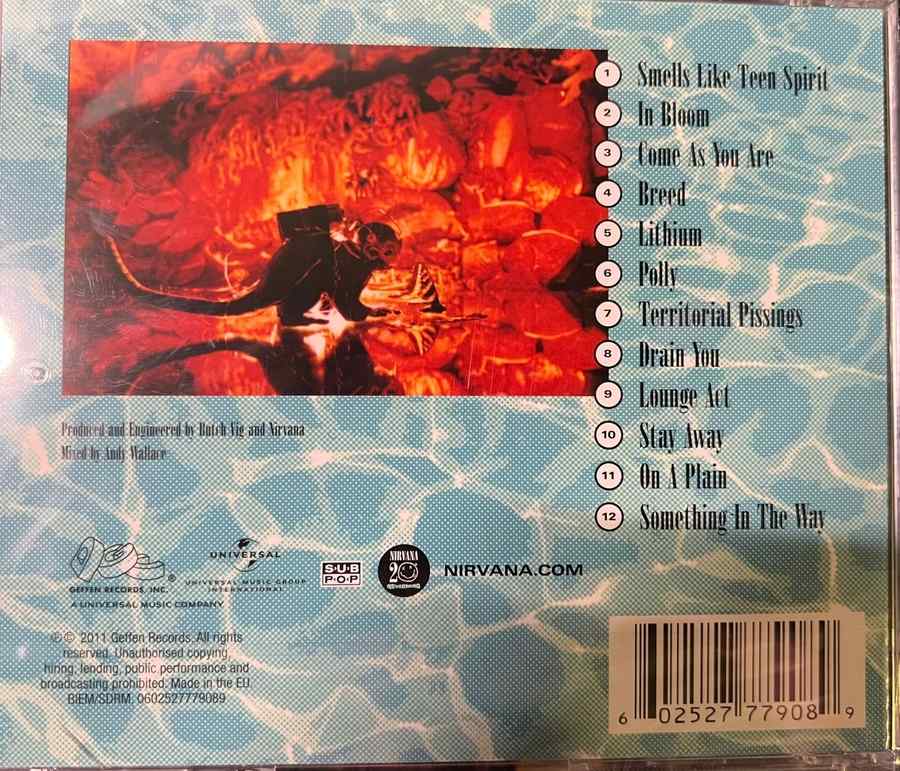 1 Smells Like Teen Spirit
2 In Bloom
3 Come As You Are
4 Breed
5 Lithium
6 Polly
7 Territorial Pissings
8 Drain You
9 Lounge Act
10 Stay Away
11 On A Plain
12 Something In The Way
Produced and Engineered by Butch Vig and Nirvana
Mixed by Andy Wallace
GEFFEN RECORDS, INC.®
A UNIVERSAL MUSIC COMPANY
UNIVERSAL
UNIVERSAL MUSIC GROUP
INTERNATIONAL
SUB
POP
NIRVANA
20
NIRVANA.COM
℗ © 2011 Geffen Records. All rights
reserved. Unauthorised copying,
hiring, lending, public performance and
broadcasting prohibited. Made in the EU.
BIEM/SDRM. 0602527779089
6 02527 77908 9